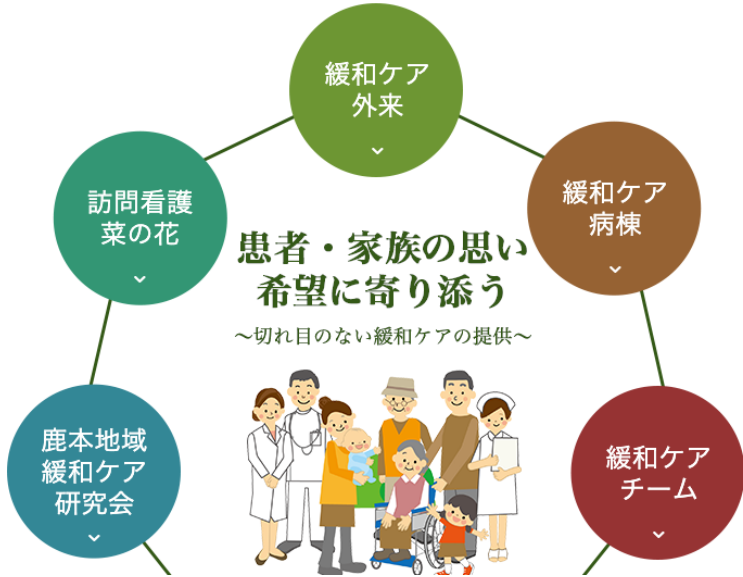 緩和ケア
外来
訪問看護
菜の花
緩和ケア
病棟
患者・家族の思い
希望に寄り添う
～切れ目のない緩和ケアの提供～
鹿本地域
緩和ケア
研究会
緩和ケア
チーム